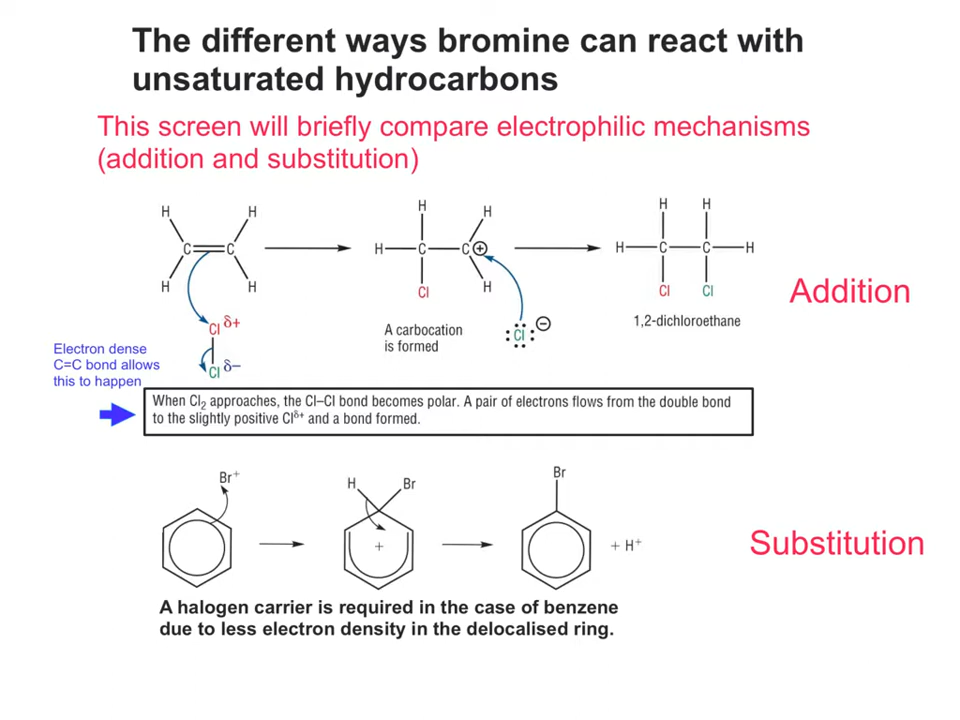 The different ways bromine can react with
unsaturated hydrocarbons
This screen will briefly compare electrophilic mechanisms
(addition and substitution)
H H H H H H
C C H C C H C C H
H H Cl H Cl Cl
Addition
Cl δ+
A carbocation
is formed
Cl
1,2-dichloroethane
Electron dense
C=C bond allows
this to happen
Cl δ−
When Cl₂ approaches, the Cl–Cl bond becomes polar. A pair of electrons flows from the double bond
to the slightly positive Clᵟ⁺ and a bond formed.
Br⁺ H Br Br
+ + H⁺
Substitution
A halogen carrier is required in the case of benzene
due to less electron density in the delocalised ring.